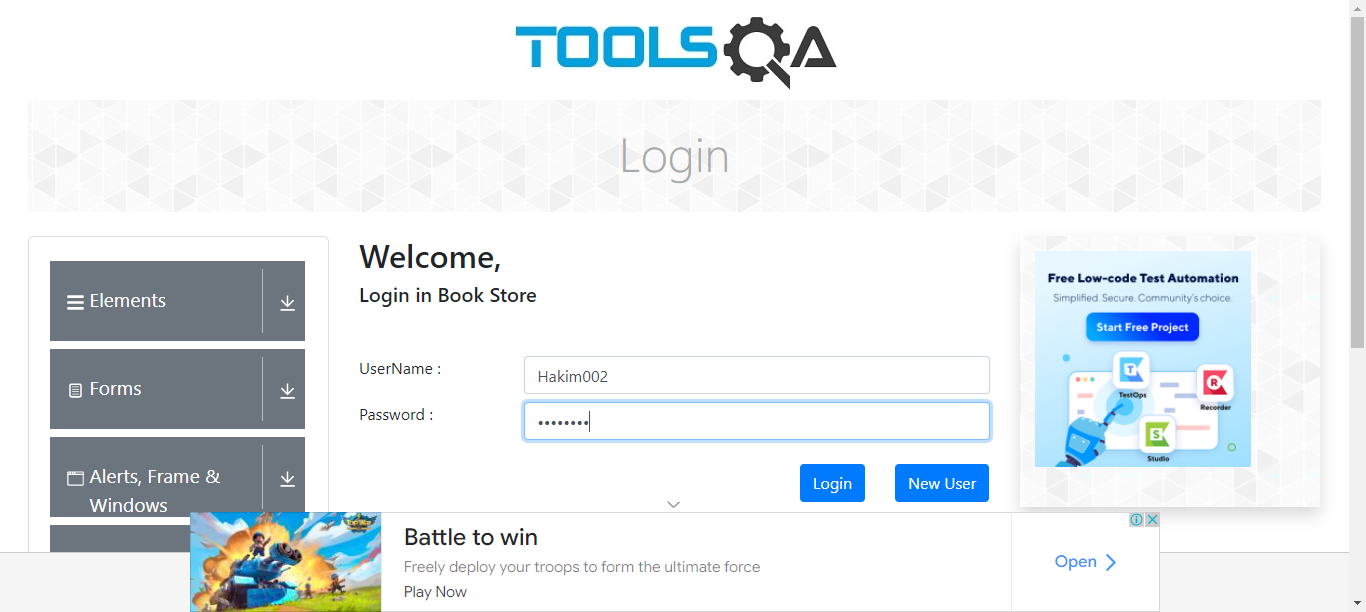 TOOLSQA
Login
Elements
Forms
Alerts, Frame &
Windows
Welcome,
Login in Book Store
UserName :
Hakim002
Password :
••••••••
Login
New User
Free Low-code Test Automation
Simplified. Secure. Community's choice.
Start Free Project
T
TestOps
R
Recorder
S
Studio
Battle to win
Freely deploy your troops to form the ultimate force
Play Now
Open